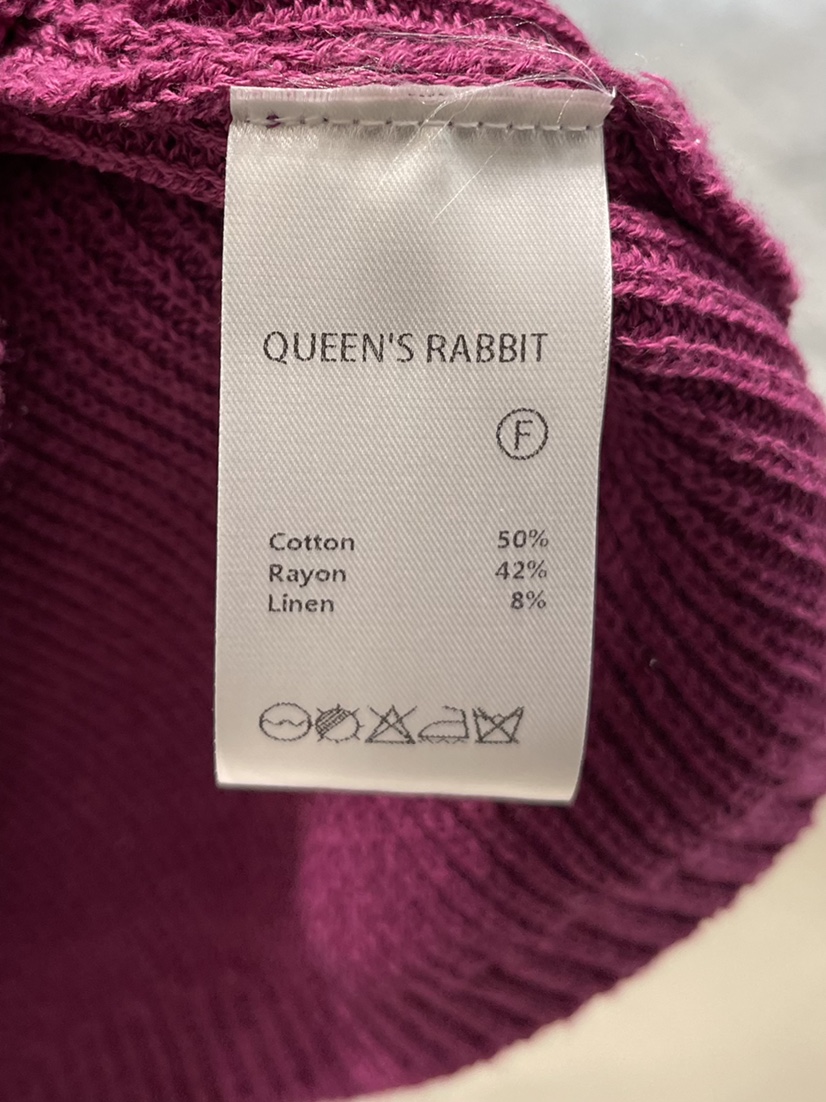 QUEEN'S RABBIT
F
Cotton 50%
Rayon 42%
Linen 8%